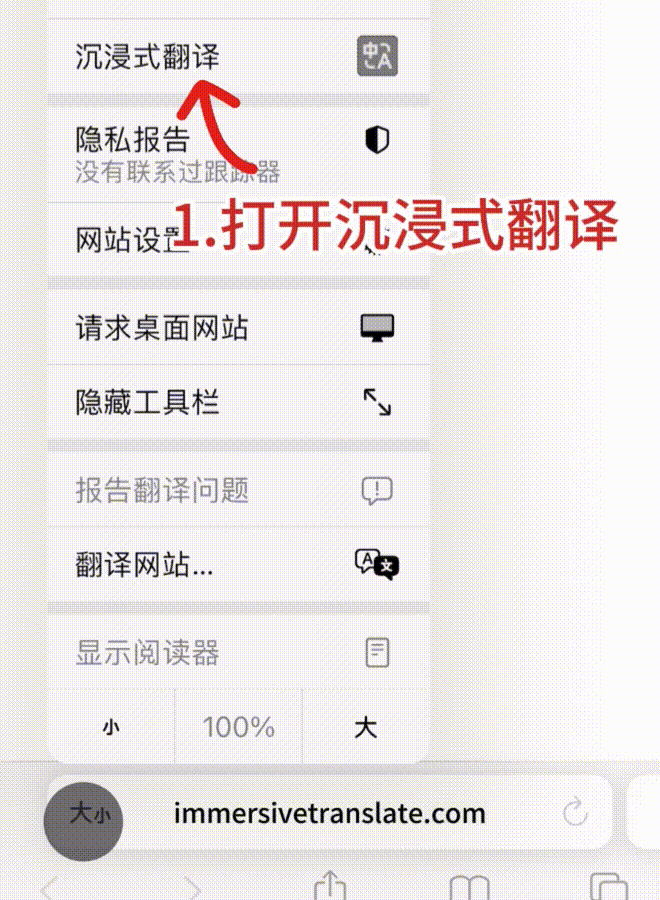 沉浸式翻译
隐私报告
没有联系过跟踪器
网站设置
1.打开沉浸式翻译
请求桌面网站
隐藏工具栏
报告翻译问题
翻译网站...
显示阅读器
小 100% 大
大小 immersivetranslate.com